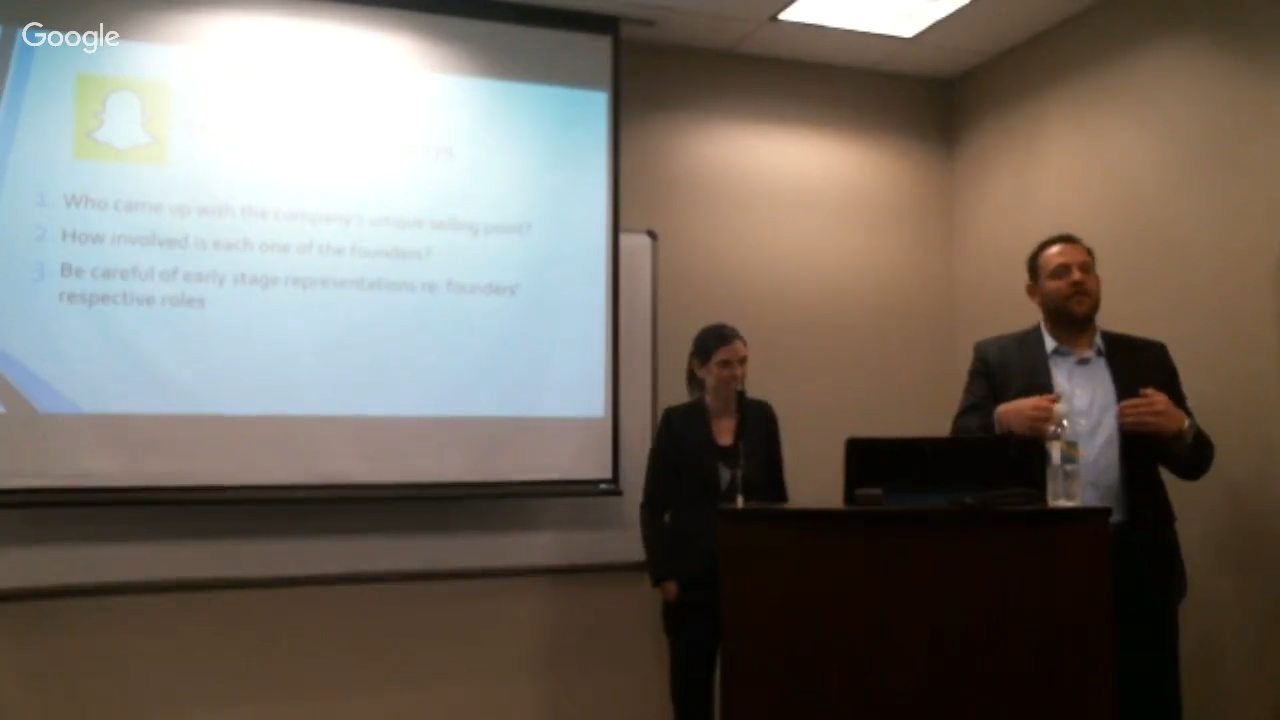 Google
1. Who came up with the company's unique selling point?
2. How involved is each one of the founders?
3. Be careful of early stage representations re: founders'
respective roles